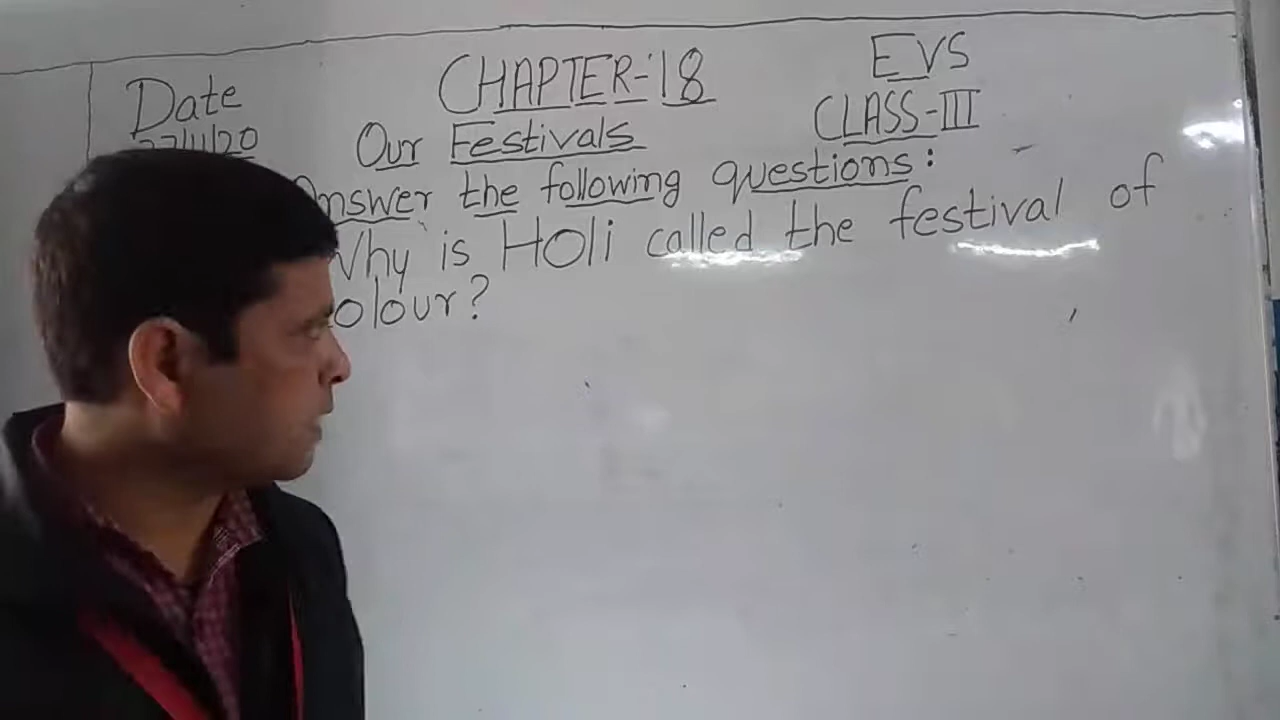 Date
CHAPTER-18
EVS
CLASS-III
Our Festivals
Answer the following questions:
Why is Holi called the festival of
olour?